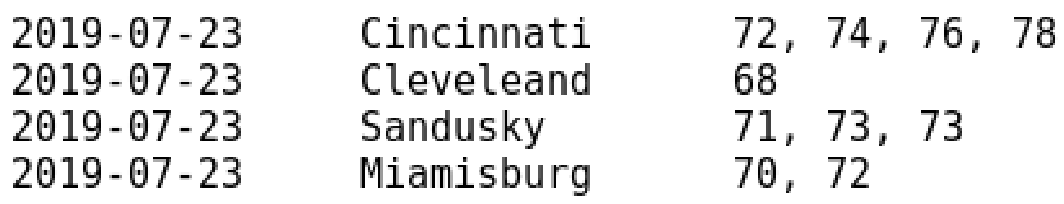 2019-07-23 Cincinnati 72, 74, 76, 78
2019-07-23 Cleveleand 68
2019-07-23 Sandusky 71, 73, 73
2019-07-23 Miamisburg 70, 72